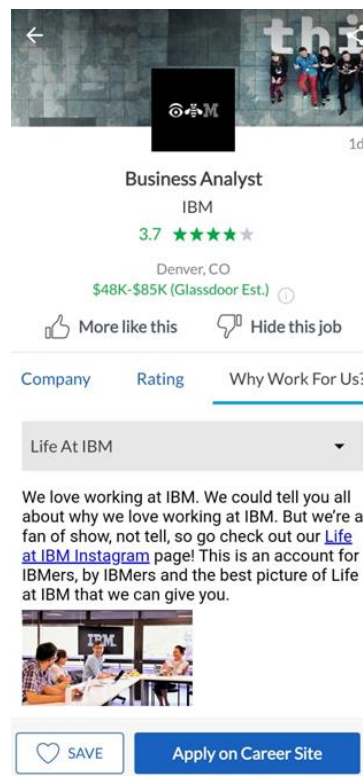 thi
M
1d
Business Analyst
IBM
3.7
Denver, CO
$48K-$85K (Glassdoor Est.)
More like this
Hide this job
Company
Rating
Why Work For Us?
Life At IBM
We love working at IBM. We could tell you all
about why we love working at IBM. But we're a
fan of show, not tell, so go check out our Life
at IBM Instagram page! This is an account for
IBMers, by IBMers and the best picture of Life
at IBM that we can give you.
IBM
SAVE
Apply on Career Site